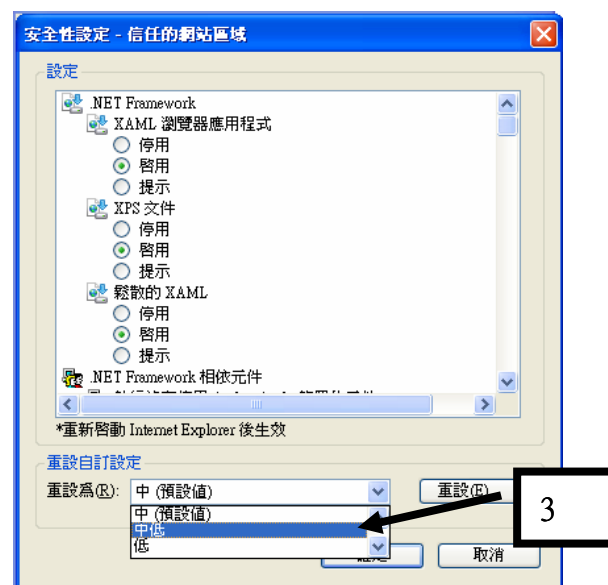 安全性設定 - 信任的網站區域
設定
.NET Framework
XAML 瀏覽器應用程式
停用
啓用
提示
XPS 文件
停用
啓用
提示
鬆散的 XAML
停用
啓用
提示
.NET Framework 相依元件
*重新啓動 Internet Explorer 後生效
重設自訂設定
重設爲(R): 中 (預設值) 重設(E)
中 (預設值)
中低
低
3
取消